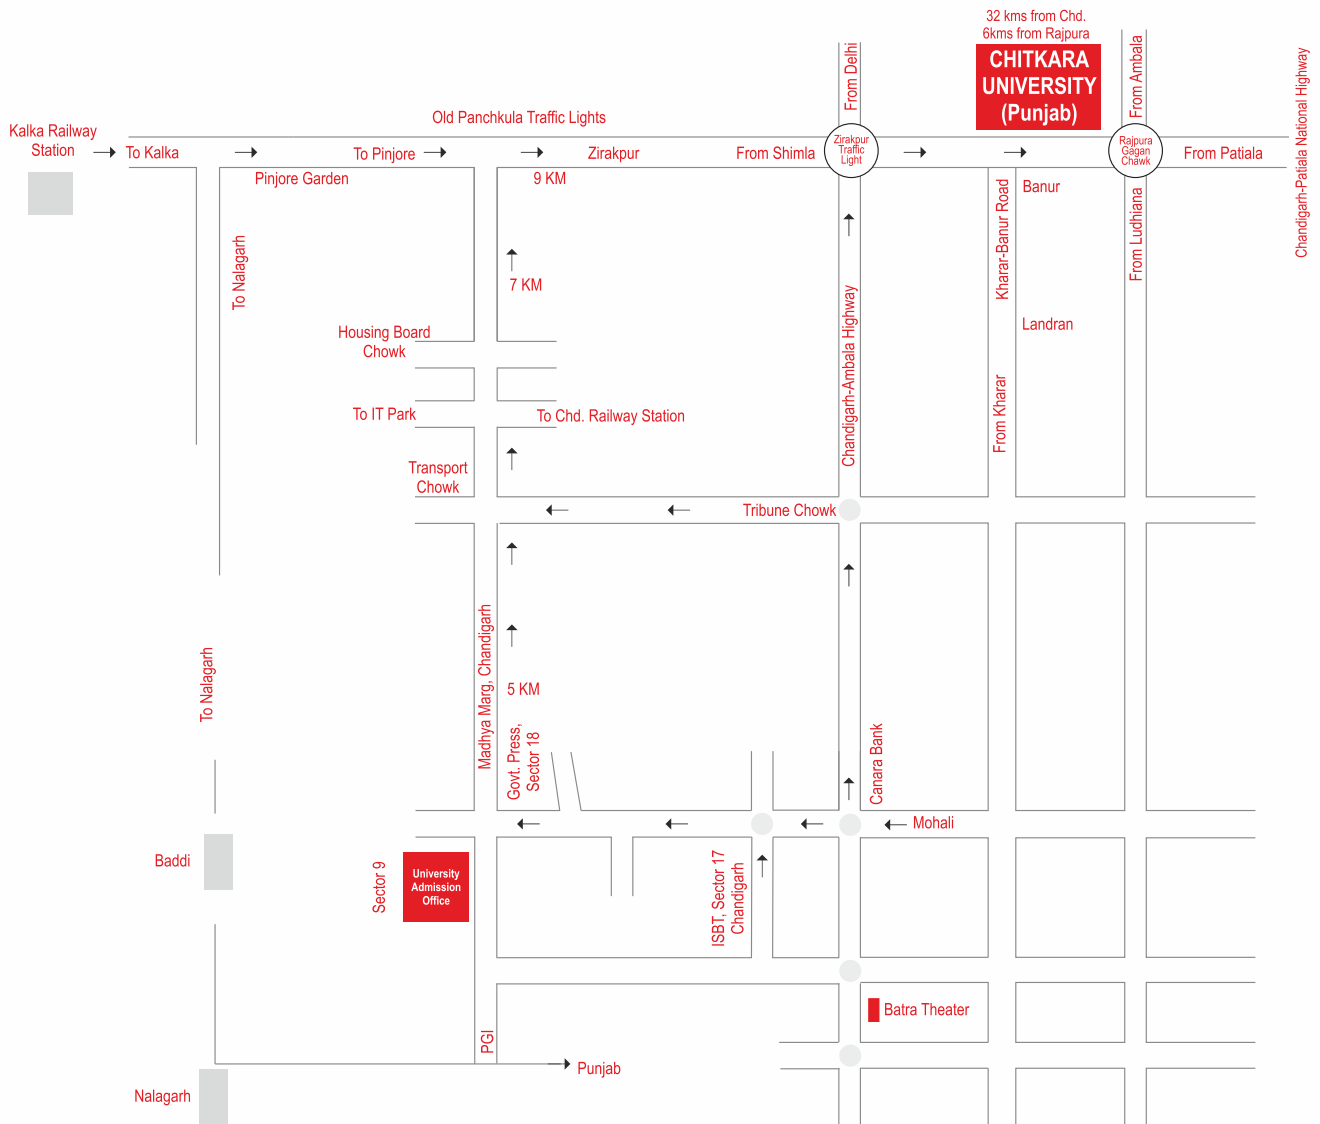 32 kms from Chd.
6kms from Rajpura
CHITKARA
UNIVERSITY
(Punjab)
From Delhi
From Ambala
Chandigarh-Patiala National Highway
Old Panchkula Traffic Lights
Kalka Railway
Station
To Kalka
To Pinjore
Zirakpur
From Shimla
Zirakpur
Traffic
Light
Rajpura
Gagan
Chawk
From Patiala
Pinjore Garden
9 KM
Banur
Kharar-Banur Road
From Ludhiana
To Nalagarh
7 KM
Chandigarh-Ambala Highway
Landran
Housing Board
Chowk
From Kharar
To IT Park
To Chd. Railway Station
Transport
Chowk
Tribune Chowk
Madhya Marg, Chandigarh
To Nalagarh
5 KM
Govt. Press,
Sector 18
Canara Bank
Mohali
Baddi
Sector 9
University
Admission
Office
ISBT, Sector 17
Chandigarh
Batra Theater
PGI
Punjab
Nalagarh